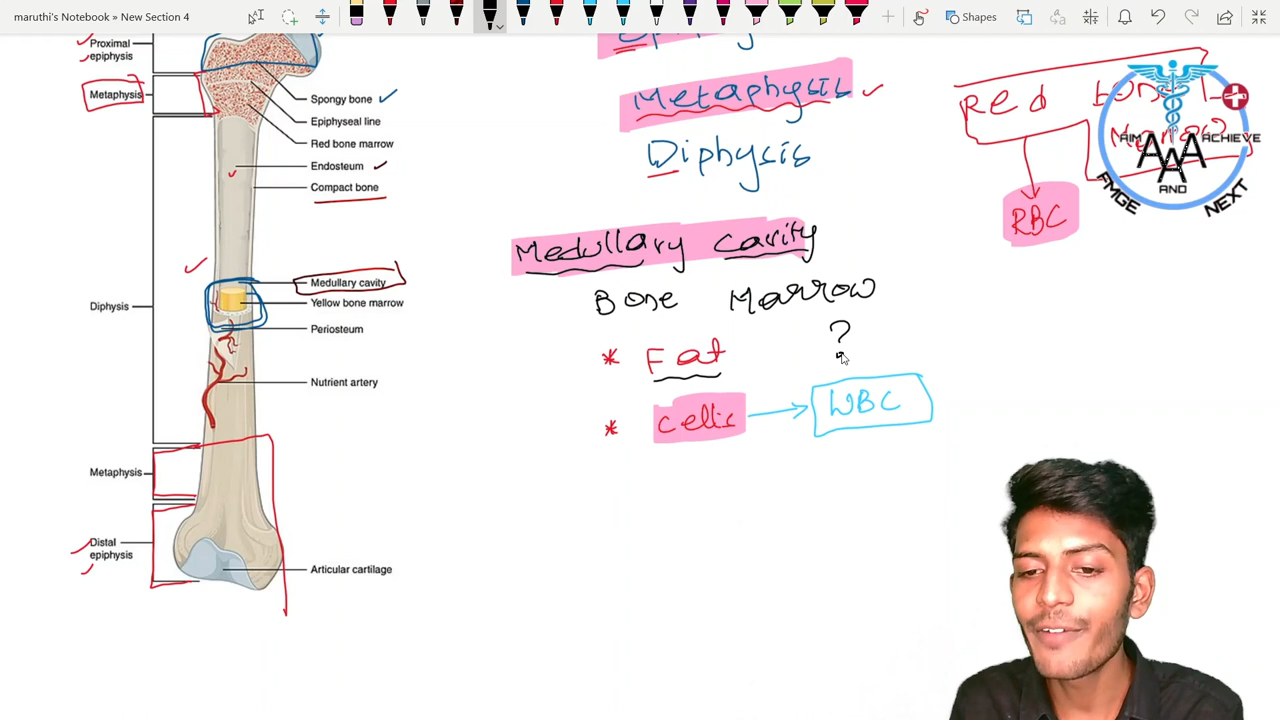 maruthi's Notebook » New Section 4
Shapes
Proximal
epiphysis
Metaphysis
Spongy bone
Epiphyseal line
Red bone marrow
Endosteum
Compact bone
Diphysis
Medullary cavity
Yellow bone marrow
Periosteum
Nutrient artery
Metaphysis
Distal
epiphysis
Articular cartilage
Metaphysis
Diphysis
Medullary cavity
Bone Marrow
?
* Fat
* cells → WBC
Red
RBC
AIM ACHIEVE
AAA
AND
FMGE NEXT